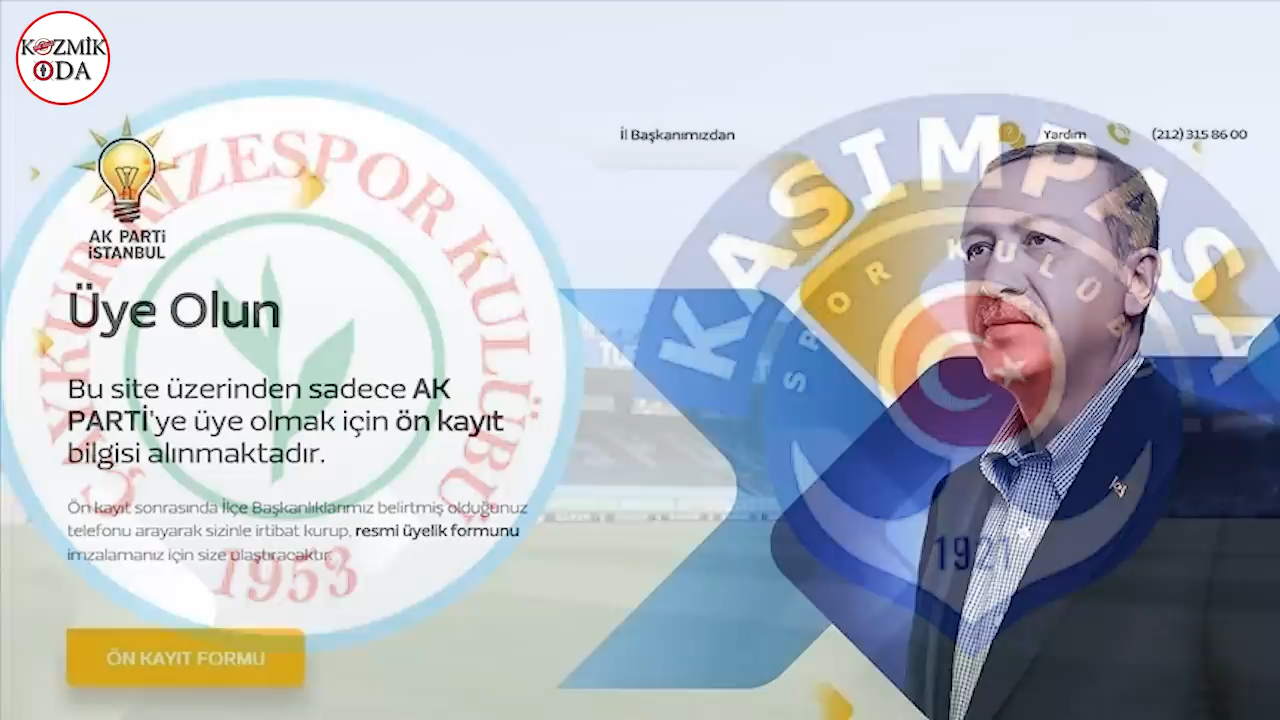 KOZMİK
ODA
İl Başkanımızdan
Yardım
(212) 315 86 00
AK PARTİ
İSTANBUL
ÇAYKUR RİZESPOR KULÜBÜ
1953
KASIMPAŞA
SPOR KULÜBÜ
1921
Üye Olun
Bu site üzerinden sadece AK
PARTİ'ye üye olmak için ön kayıt
bilgisi alınmaktadır.
Ön kayıt sonrasında İlçe Başkanlıklarımız belirtmiş olduğunuz
telefonu arayarak sizinle irtibat kurup, resmi üyelik formunu
imzalamanız için size ulaştıracaktır.
ÖN KAYIT FORMU